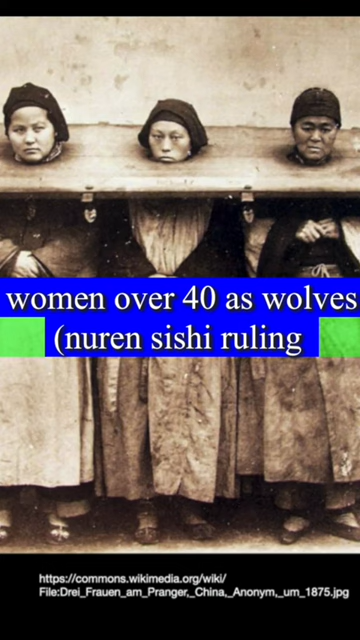 women over 40 as wolves
(nuren sishi ruling
https://commons.wikimedia.org/wiki/
File:Drei_Frauen_am_Pranger,_China,_Anonym,_um_1875.jpg